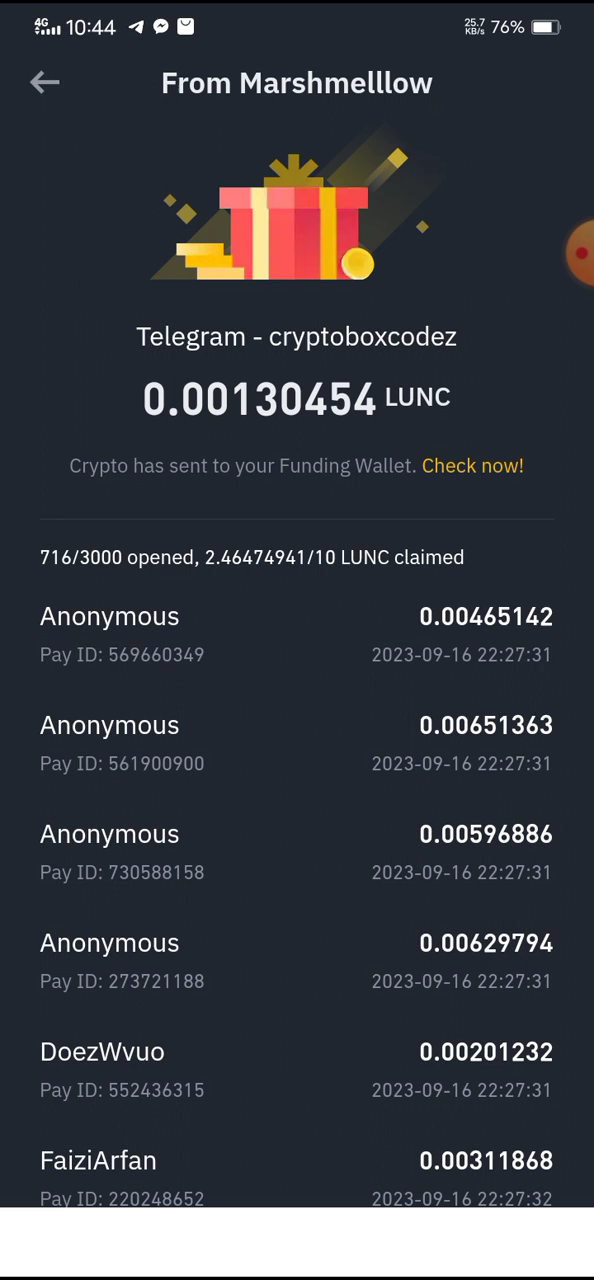 4G 10:44 25.7 KB/s 76%
From Marshmelllow
Telegram - cryptoboxcodez
0.00130454 LUNC
Crypto has sent to your Funding Wallet. Check now!
716/3000 opened, 2.46474941/10 LUNC claimed
Anonymous 0.00465142
Pay ID: 569660349 2023-09-16 22:27:31
Anonymous 0.00651363
Pay ID: 561900900 2023-09-16 22:27:31
Anonymous 0.00596886
Pay ID: 730588158 2023-09-16 22:27:31
Anonymous 0.00629794
Pay ID: 273721188 2023-09-16 22:27:31
DoezWvuo 0.00201232
Pay ID: 552436315 2023-09-16 22:27:31
FaiziArfan 0.00311868
Pay ID: 220248652 2023-09-16 22:27:32